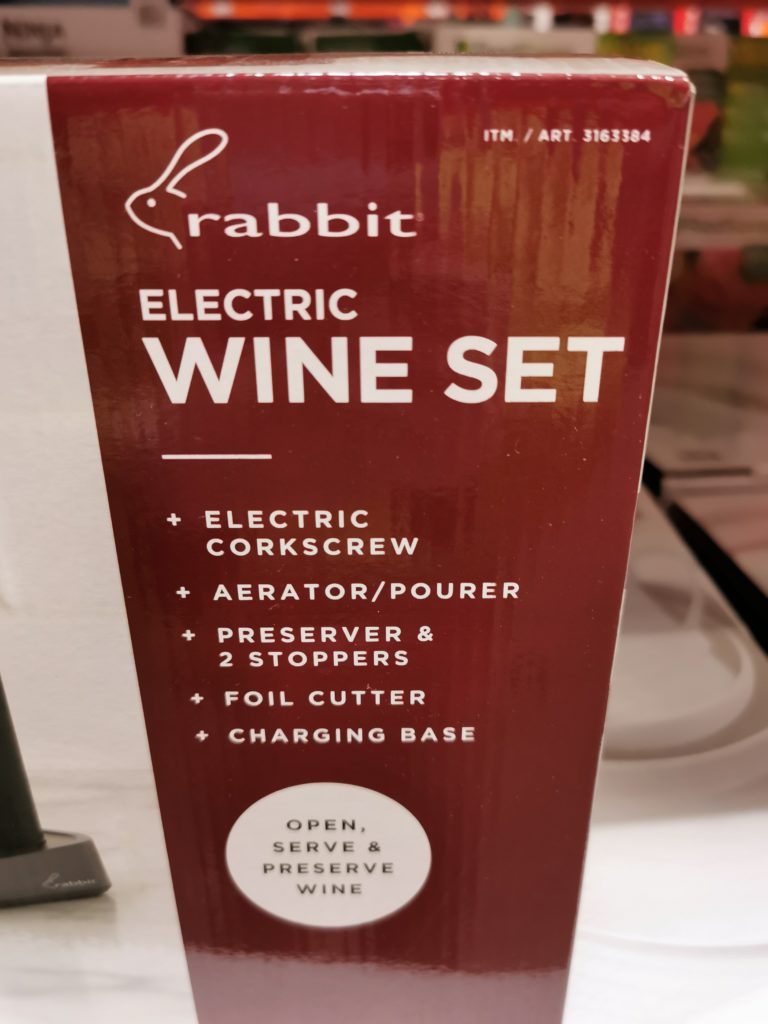 ITM. / ART. 3163384
rabbit
ELECTRIC
WINE SET
+ ELECTRIC
CORKSCREW
+ AERATOR/POURER
+ PRESERVER &
2 STOPPERS
+ FOIL CUTTER
+ CHARGING BASE
OPEN,
SERVE &
PRESERVE
WINE
rabbit